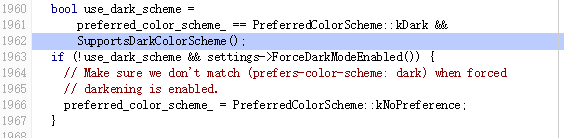 1960 bool use_dark_scheme =
1961 preferred_color_scheme_ == PreferredColorScheme::kDark &&
1962 SupportsDarkColorScheme();
1963 if (!use_dark_scheme && settings->ForceDarkModeEnabled()) {
1964 // Make sure we don't match (prefers-color-scheme: dark) when forced
1965 // darkening is enabled.
1966 preferred_color_scheme_ = PreferredColorScheme::kNoPreference;
1967 }